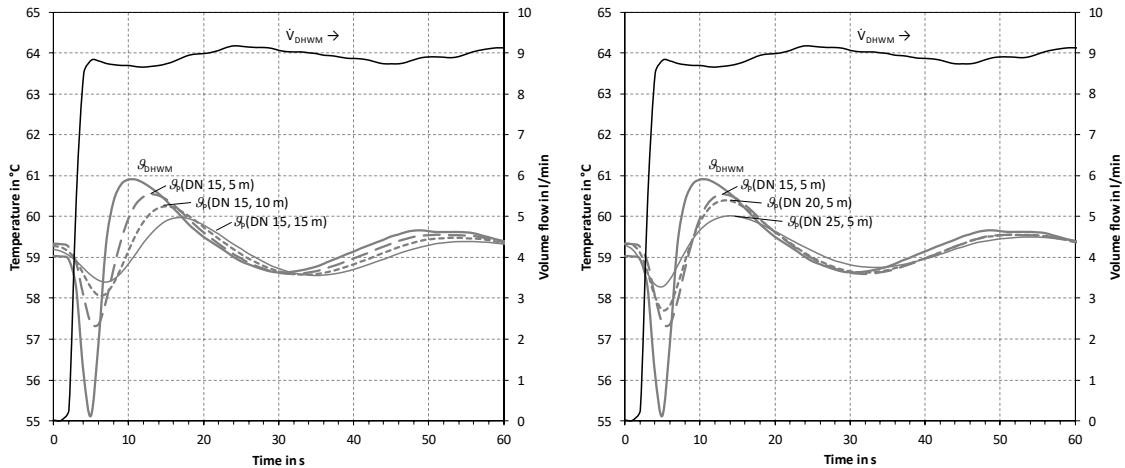 65
64
63
62
61
60
59
58
57
56
55
Temperature in °C
10
9
8
7
6
5
4
3
2
1
0
Volume flow in l/min
V̇DHWM →
ϑDHWM
ϑp(DN 15, 5 m)
ϑp(DN 15, 10 m)
ϑp(DN 15, 15 m)
0 10 20 30 40 50 60
Time in s
65
64
63
62
61
60
59
58
57
56
55
Temperature in °C
10
9
8
7
6
5
4
3
2
1
0
Volume flow in l/min
V̇DHWM →
ϑDHWM
ϑp(DN 15, 5 m)
ϑp(DN 20, 5 m)
ϑp(DN 25, 5 m)
0 10 20 30 40 50 60
Time in s